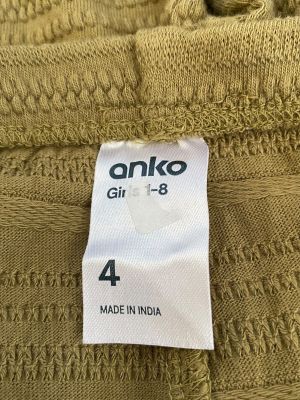 anko
Girls 1-8
4
MADE IN INDIA